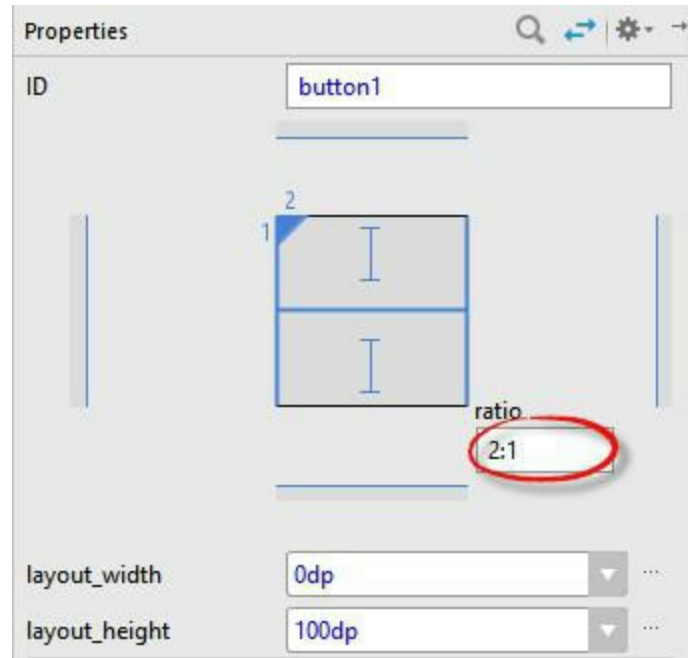 Properties
ID
button1
2
1
ratio
2:1
layout_width
0dp
...
layout_height
100dp
...